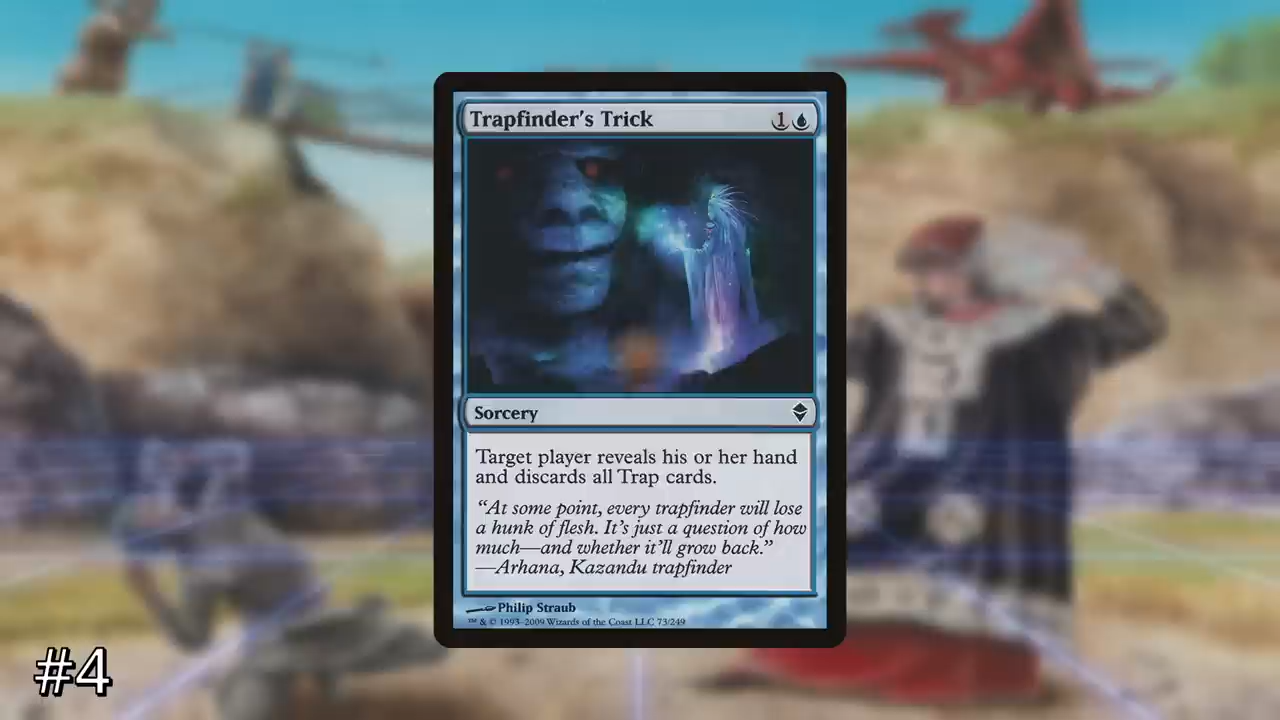 Trapfinder's Trick 1
Sorcery
Target player reveals his or her hand
and discards all Trap cards.
“At some point, every trapfinder will lose
a hunk of flesh. It's just a question of how
much—and whether it'll grow back.”
—Arhana, Kazandu trapfinder
Philip Straub
™ & © 1993–2009 Wizards of the Coast LLC 73/249
#4